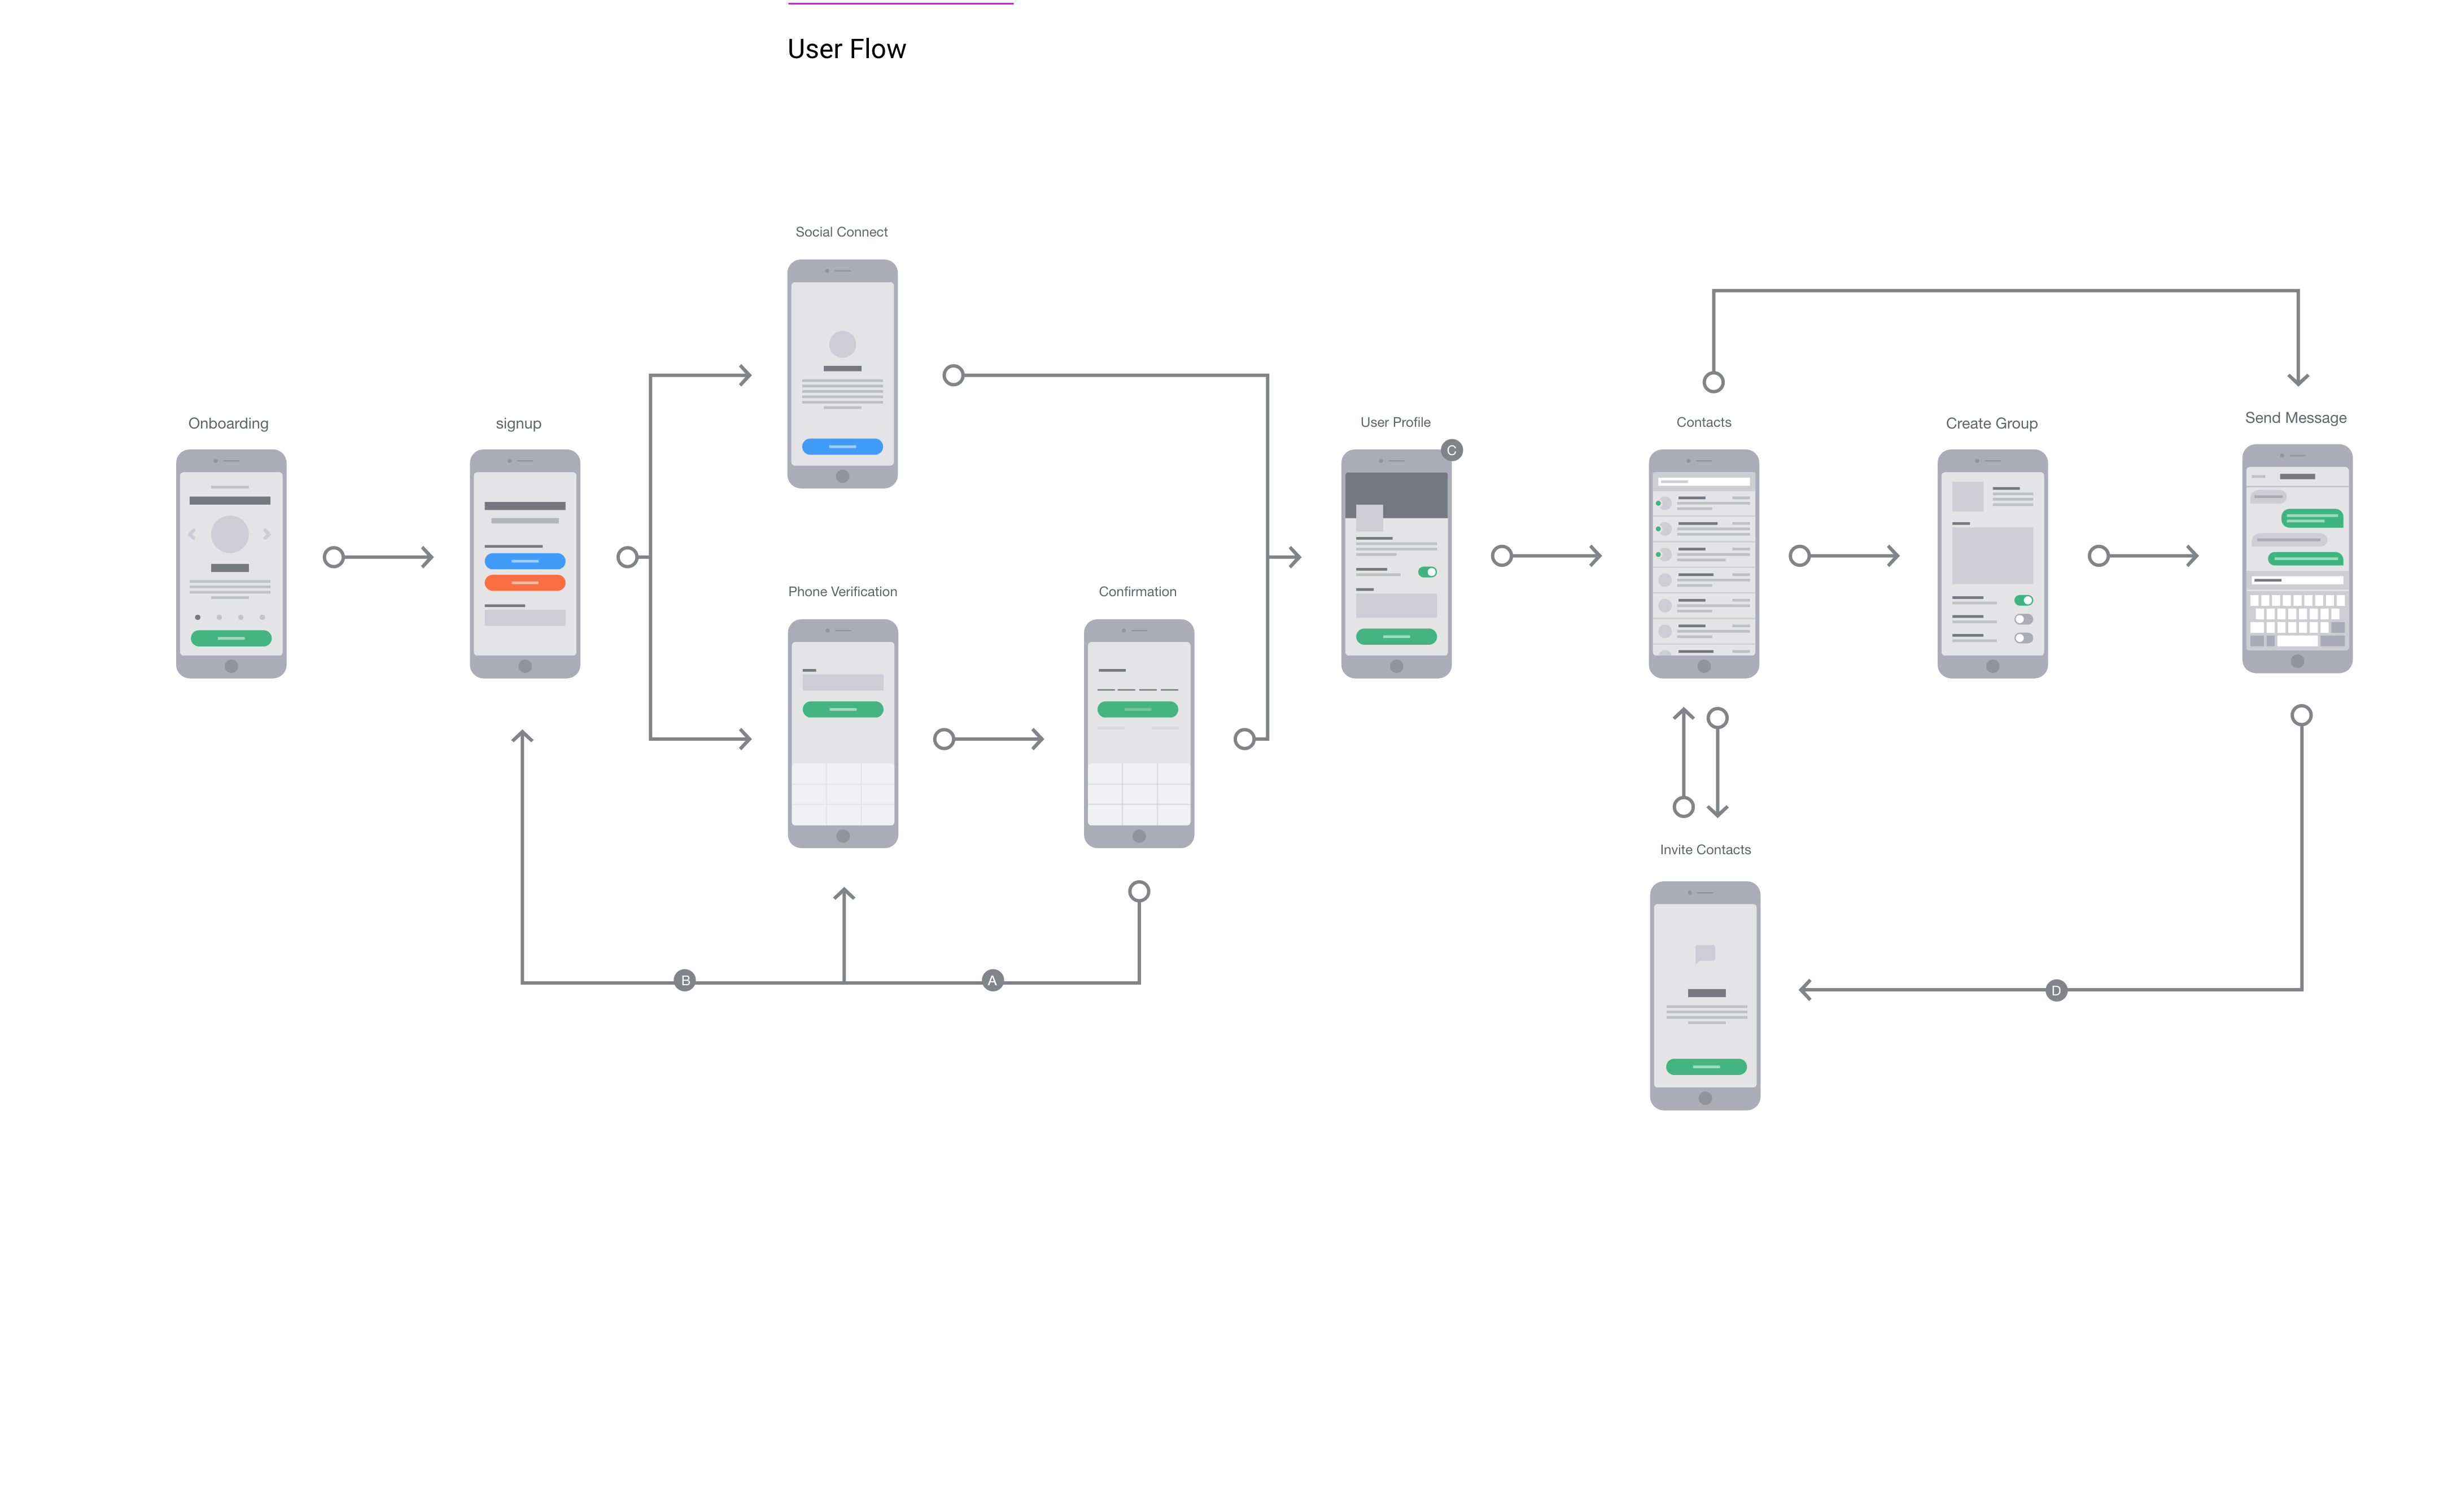 User Flow
Social Connect
Onboarding
signup
User Profile
C
Contacts
Create Group
Send Message
Phone Verification
Confirmation
Invite Contacts
B
A
D